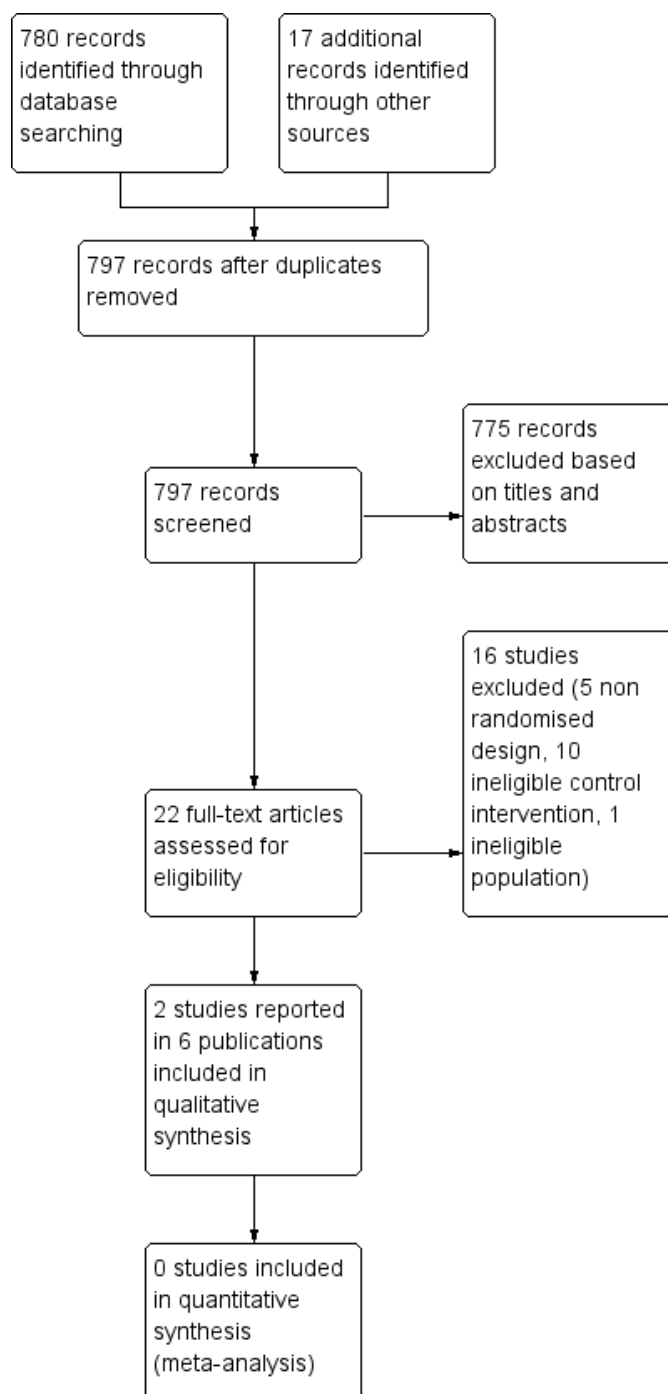 780 records
identified through
database
searching
17 additional
records identified
through other
sources
797 records after duplicates
removed
797 records
screened
775 records
excluded based
on titles and
abstracts
22 full-text articles
assessed for
eligibility
16 studies
excluded (5 non
randomised
design, 10
ineligible control
intervention, 1
ineligible
population)
2 studies reported
in 6 publications
included in
qualitative
synthesis
0 studies included
in quantitative
synthesis
(meta-analysis)